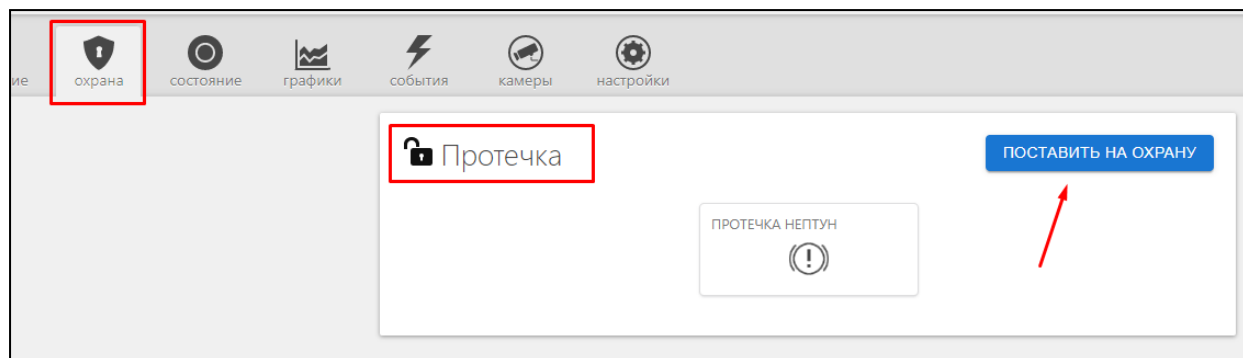 ие охрана состояние графики события камеры настройки
Протечка ПОСТАВИТЬ НА ОХРАНУ
ПРОТЕЧКА НЕПТУН